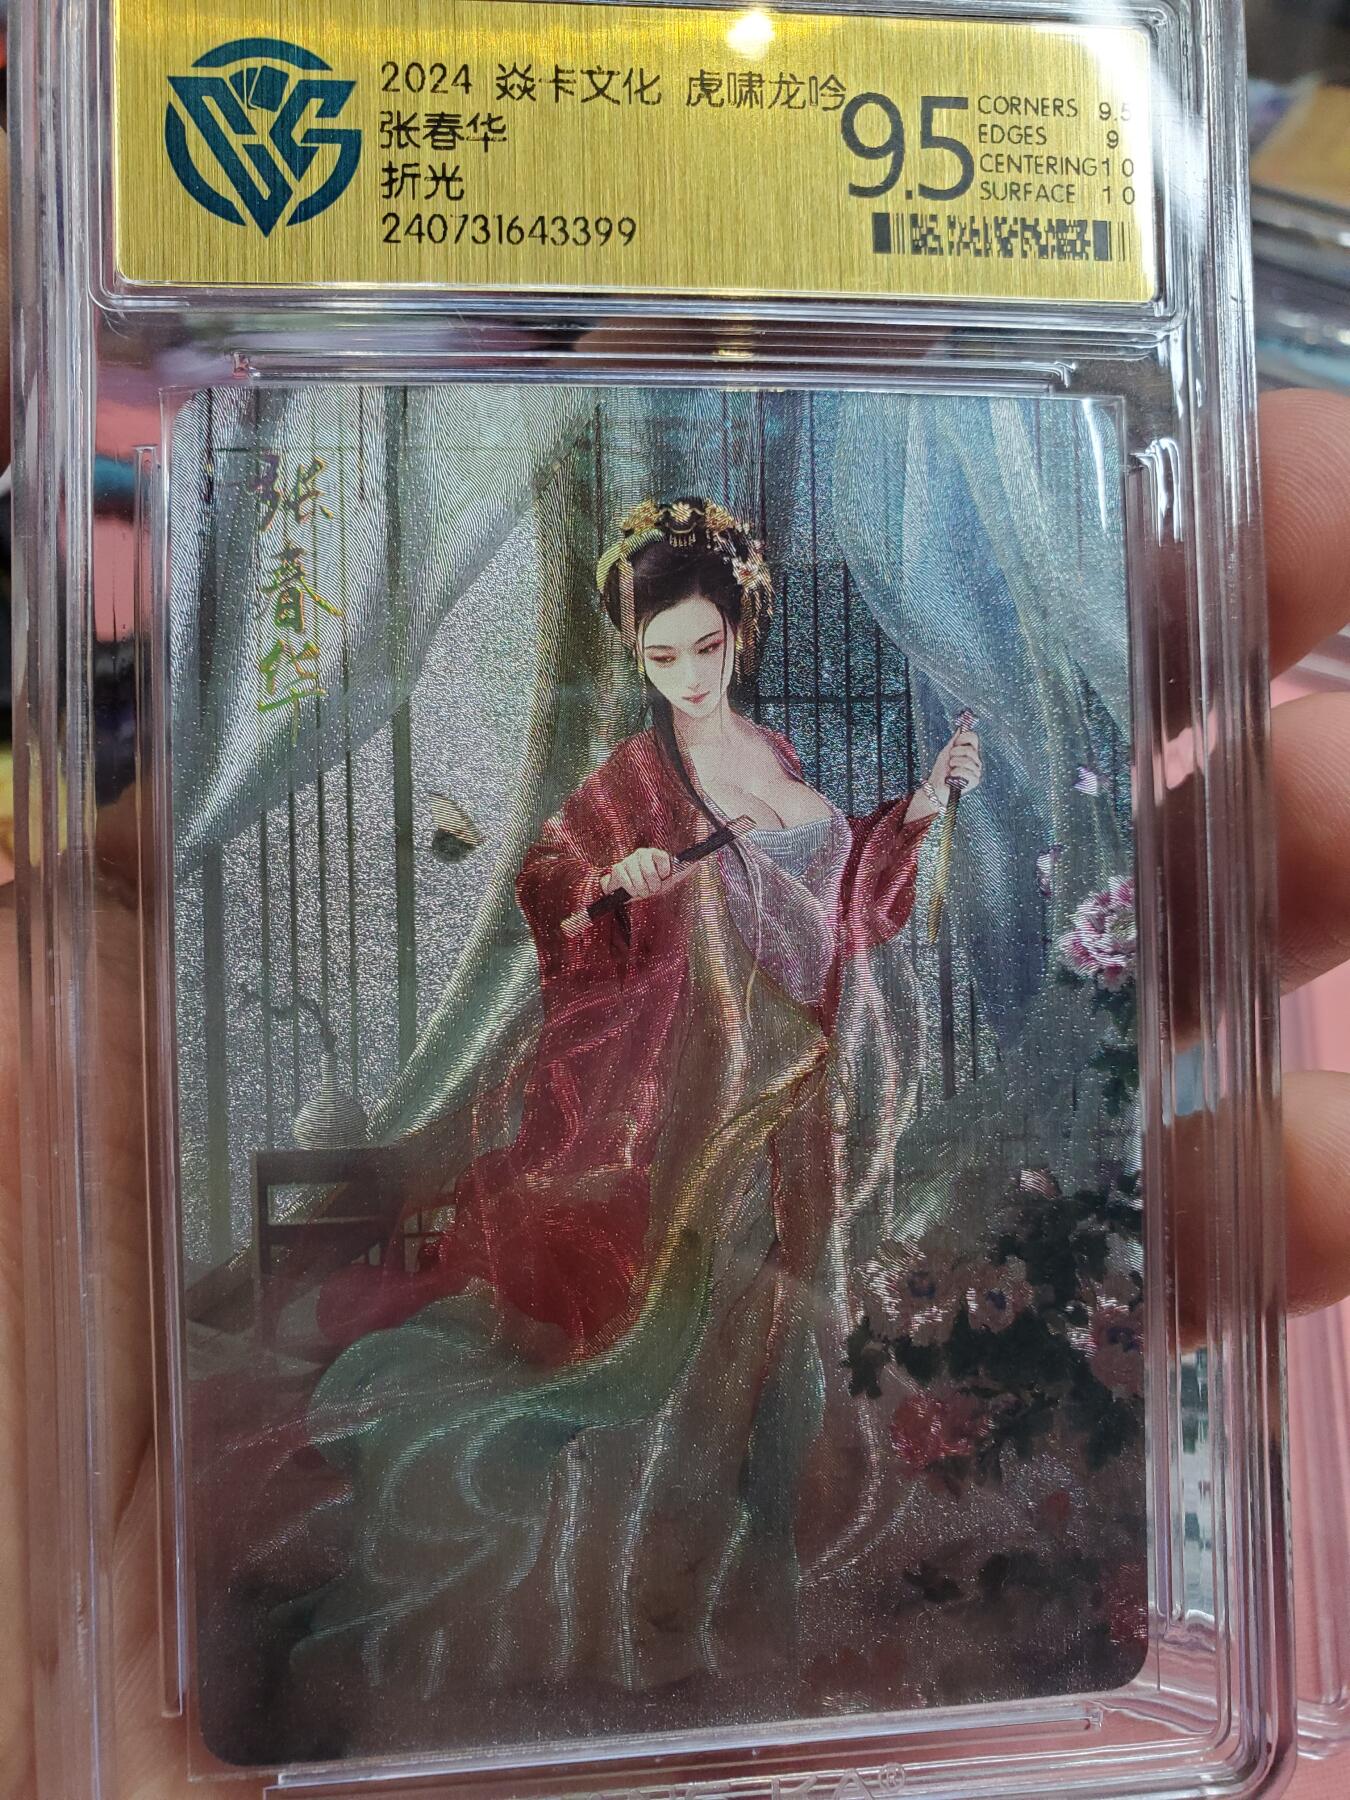 2024 焱卡文化 虎啸龙吟
张春华
折光
240731643399
9.5
CORNERS 9.5
EDGES 9
CENTERING 10
SURFACE 10
张春华